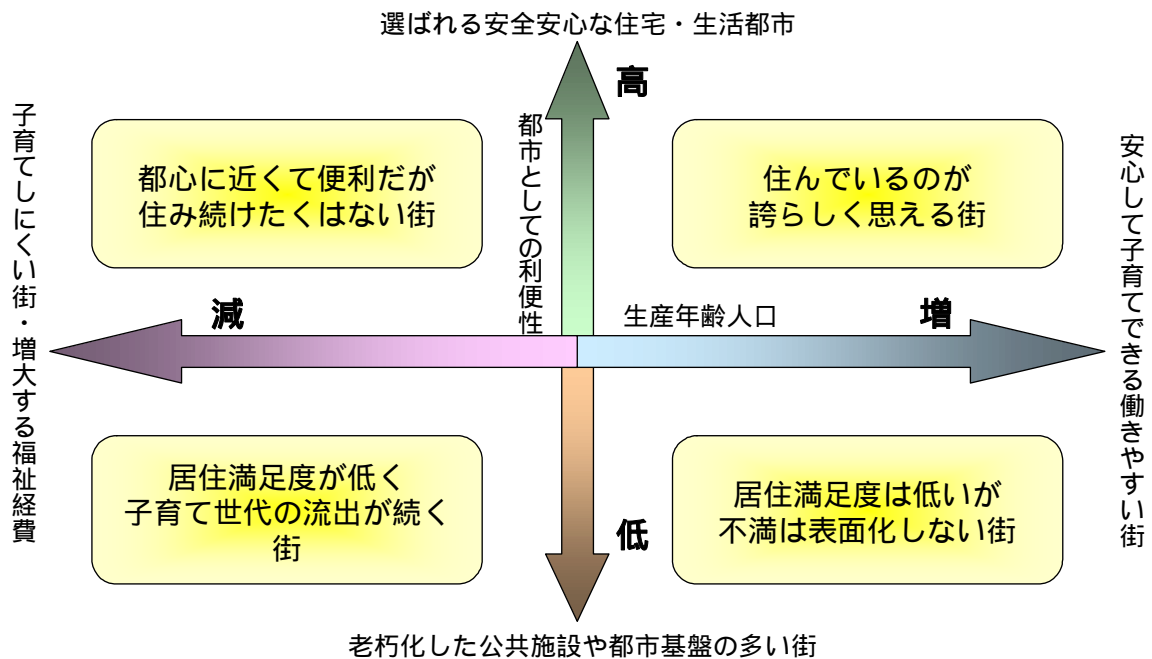 選ばれる安全安心な住宅・生活都市
高
都市としての利便性
子育てしにくい街・増大する福祉経費
安心して子育てできる働きやすい街
都心に近くて便利だが
住み続けたくはない街
住んでいるのが
誇らしく思える街
減
生産年齢人口
増
居住満足度が低く
子育て世代の流出が続く
街
居住満足度は低いが
不満は表面化しない街
低
老朽化した公共施設や都市基盤の多い街